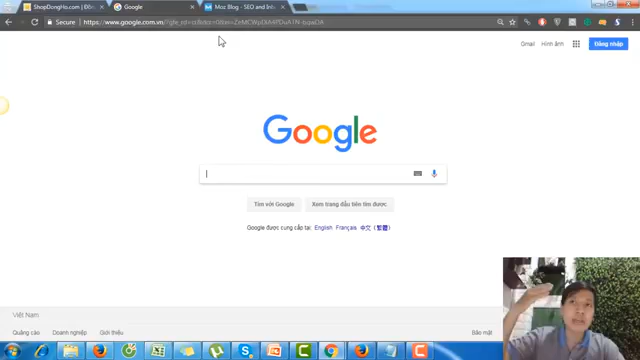 ShopDongHo.com | Đồn
Google
Moz Blog - SEO and Inb
https://www.google.com.vn/?gfe_rd=cr&dcr=0&ei=
Gmail
Hình ảnh
Đăng nhập
Google
Tìm với Google
Xem trang đầu tiên tìm được
Google được cung cấp tại: English Français 中文 (繁體)
Việt Nam
Quảng cáo
Doanh nghiệp
Giới thiệu
Bảo mật